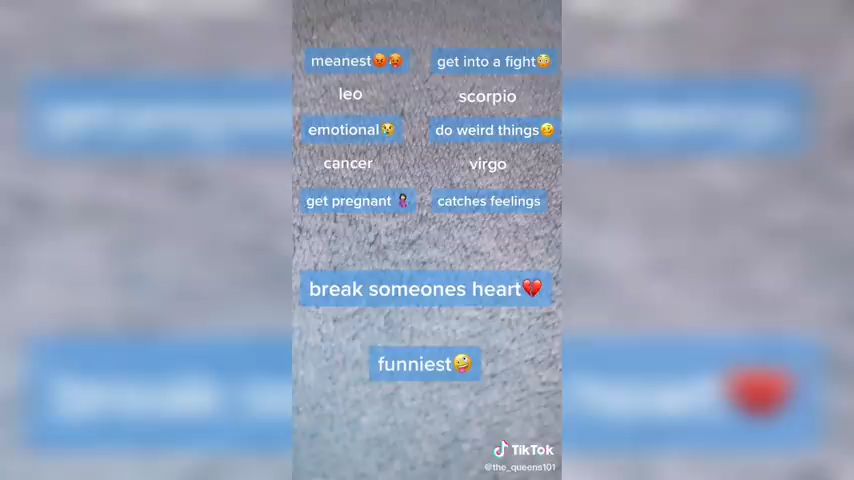 meanest😡🥵 get into a fight😳
leo scorpio
emotional😢 do weird things🥴
cancer virgo
get pregnant 🤰🏿 catches feelings
break someones heart💔
funniest🤪
TikTok
@the_queens101